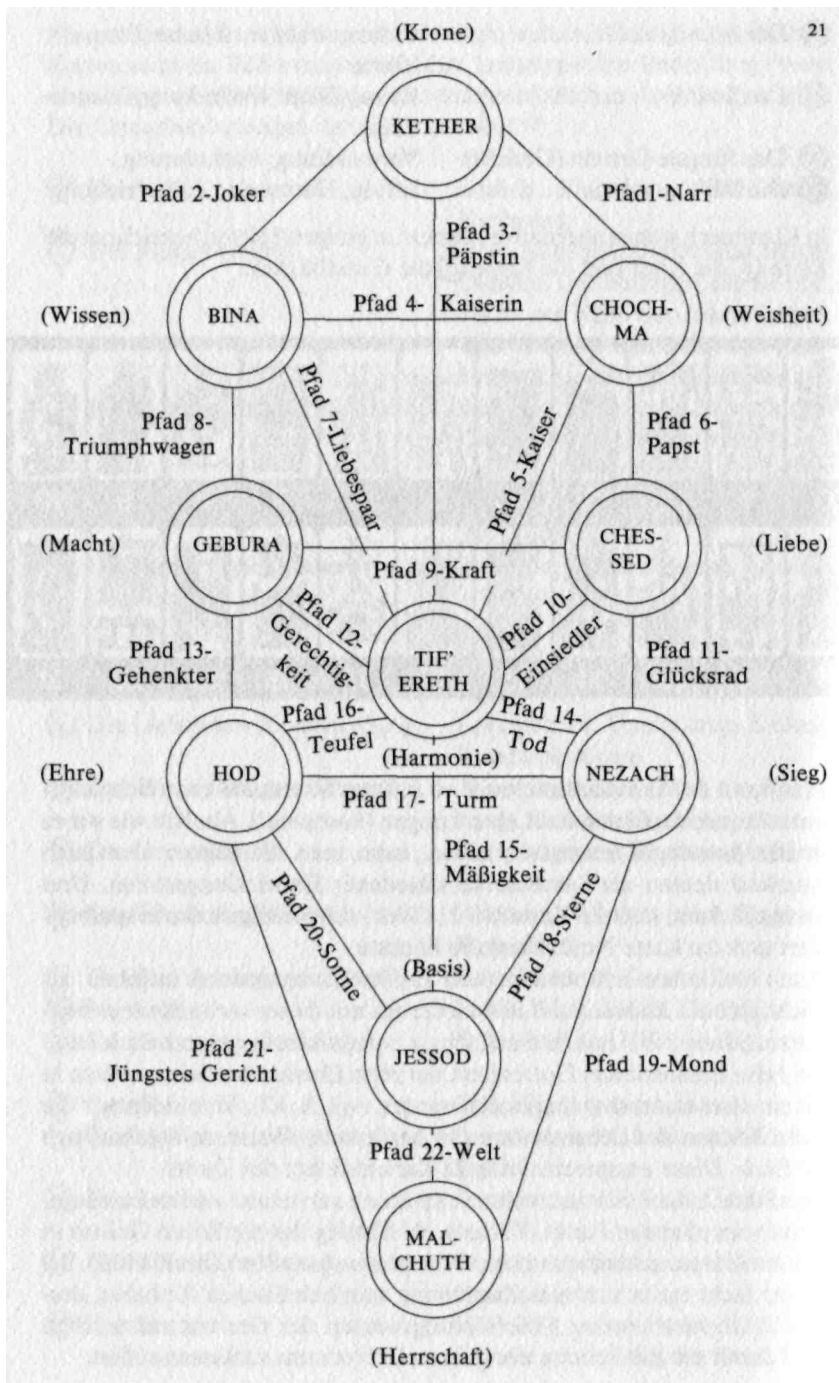 (Krone)
21
KETHER
Pfad 2-Joker
Pfad1-Narr
Pfad 3-
Päpstin
(Wissen)
BINA
Pfad 4-
Kaiserin
CHOCH-
MA
(Weisheit)
Pfad 8-
Triumphwagen
Pfad 7-Liebespaar
Pfad 5-Kaiser
Pfad 6-
Papst
(Macht)
GEBURA
CHES-
SED
(Liebe)
Pfad 9-Kraft
Pfad 12-
Gerechtig-
keit
TIF'
ERETH
Pfad 10-
Einsiedler
Pfad 13-
Gehenkter
Pfad 11-
Glücksrad
Pfad 16-
Teufel
Pfad 14-
Tod
(Harmonie)
(Ehre)
HOD
NEZACH
(Sieg)
Pfad 17-
Turm
Pfad 15-
Mäßigkeit
Pfad 20-Sonne
Pfad 18-Sterne
(Basis)
Pfad 21-
Jüngstes Gericht
JESSOD
Pfad 19-Mond
Pfad 22-Welt
MAL-
CHUTH
(Herrschaft)